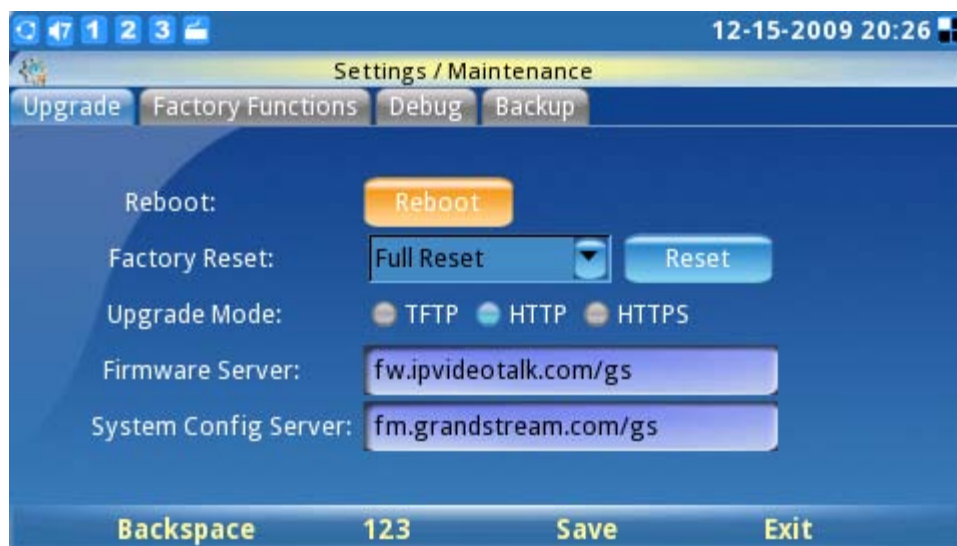 7 1 2 3 12-15-2009 20:26
Settings / Maintenance
Upgrade Factory Functions Debug Backup
Reboot: Reboot
Factory Reset: Full Reset Reset
Upgrade Mode: TFTP HTTP HTTPS
Firmware Server: fw.ipvideotalk.com/gs
System Config Server: fm.grandstream.com/gs
Backspace 123 Save Exit